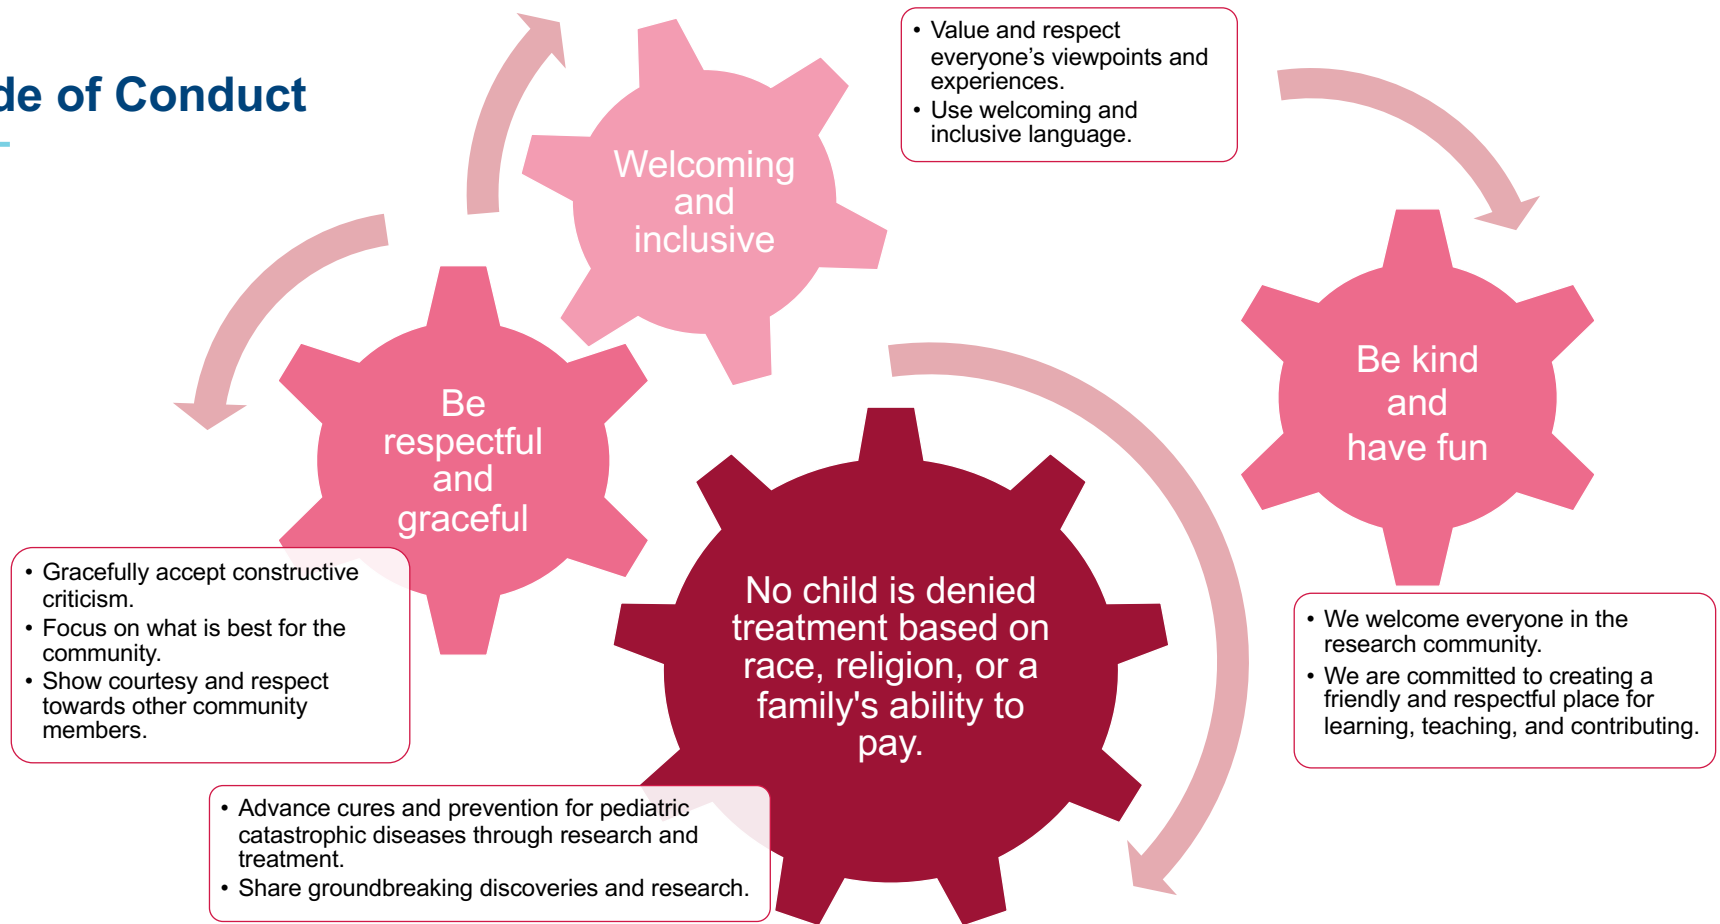 de of Conduct
• Value and respect
everyone’s viewpoints and
experiences.
• Use welcoming and
inclusive language.
Welcoming
and
inclusive
Be
respectful
and
graceful
• Gracefully accept constructive
criticism.
• Focus on what is best for the
community.
• Show courtesy and respect
towards other community
members.
No child is denied
treatment based on
race, religion, or a
family's ability to
pay.
• Advance cures and prevention for pediatric
catastrophic diseases through research and
treatment.
• Share groundbreaking discoveries and research.
Be kind
and
have fun
• We welcome everyone in the
research community.
• We are committed to creating a
friendly and respectful place for
learning, teaching, and contributing.